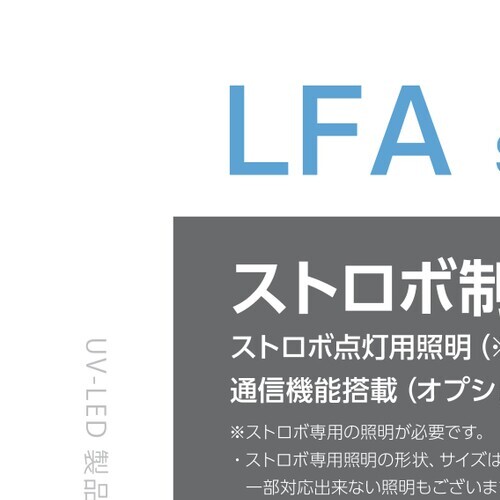 LFA
ストロボ制
ストロボ点灯用照明（※
通信機能搭載（オプシ
※ストロボ専用の照明が必要です。
・ストロボ専用照明の形状、サイズは
一部対応出来ない照明もございま
UV-LED 製品